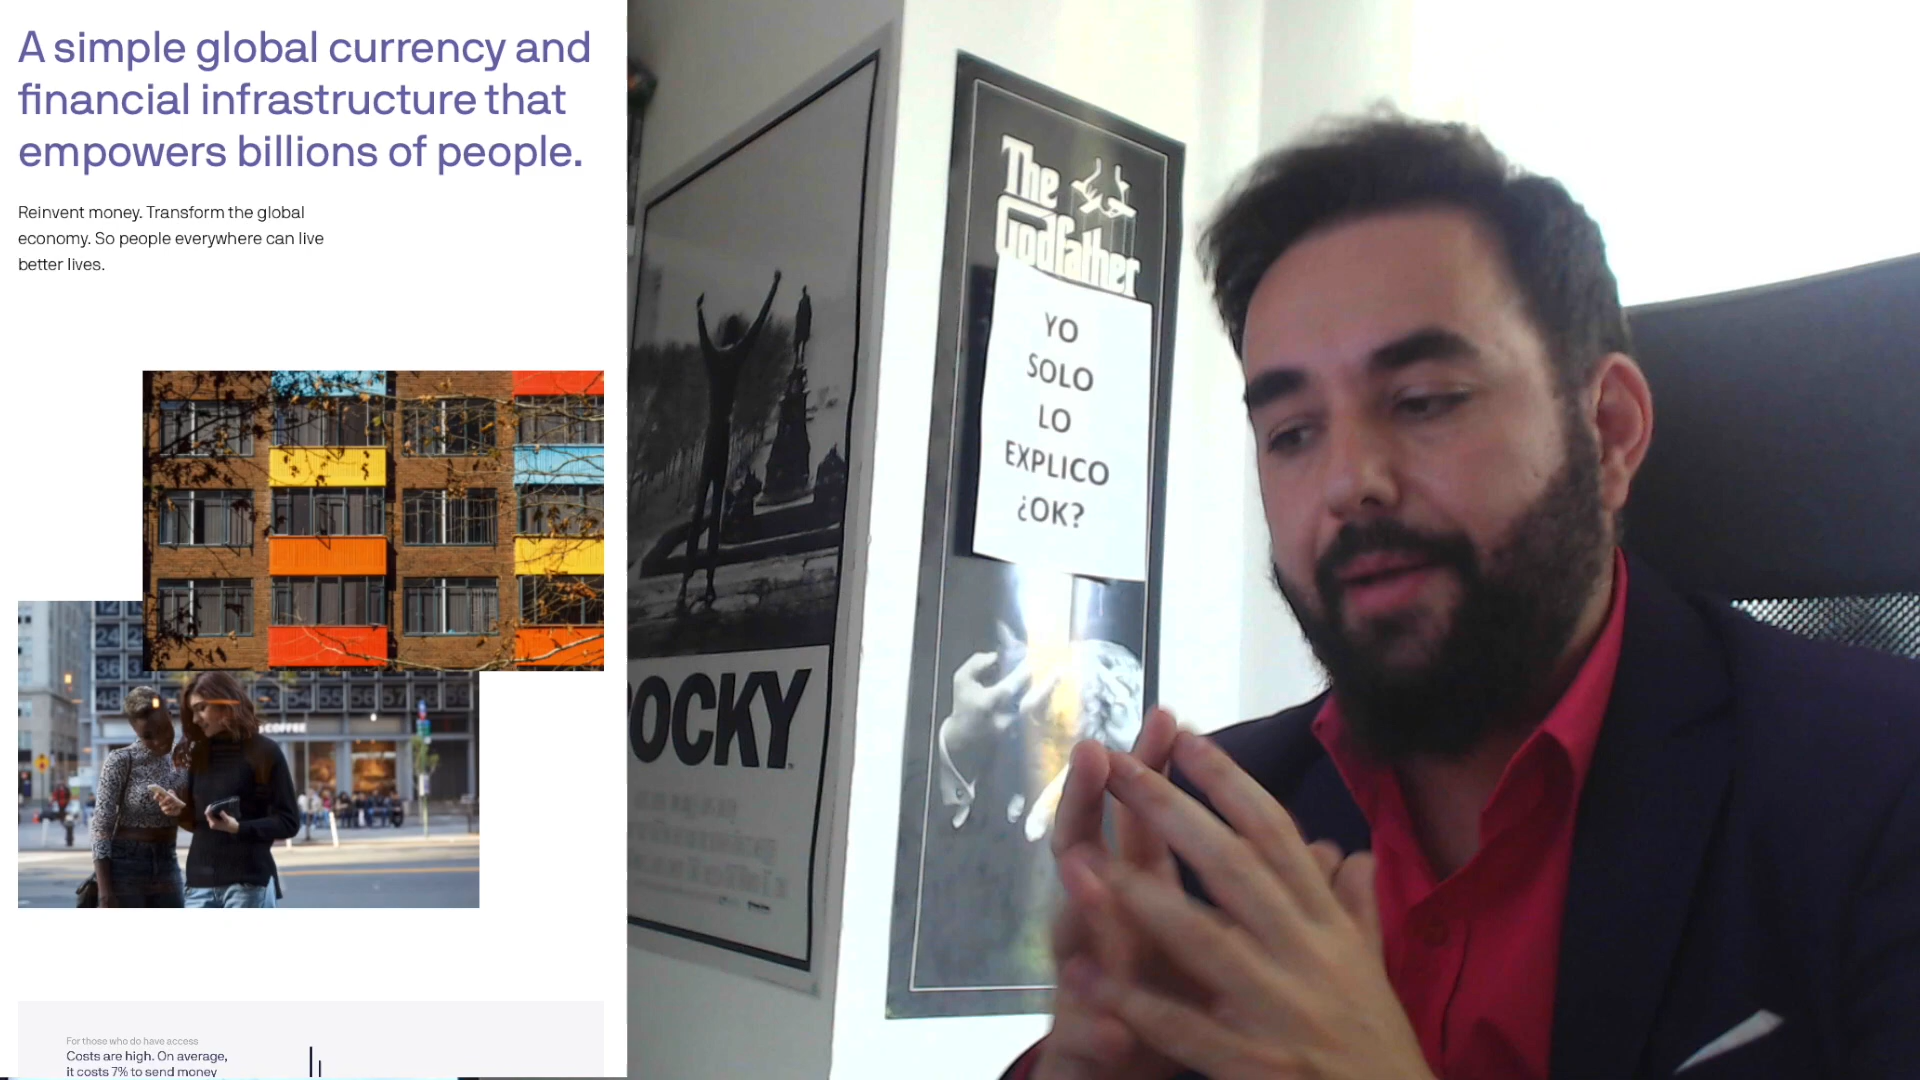 A simple global currency and
financial infrastructure that
empowers billions of people.
Reinvent money. Transform the global
economy. So people everywhere can live
better lives.
COFFEE
For those who do have access
Costs are high. On average,
it costs 7% to send money
The
Godfather
YO
SOLO
LO
EXPLICO
¿OK?
OCKY